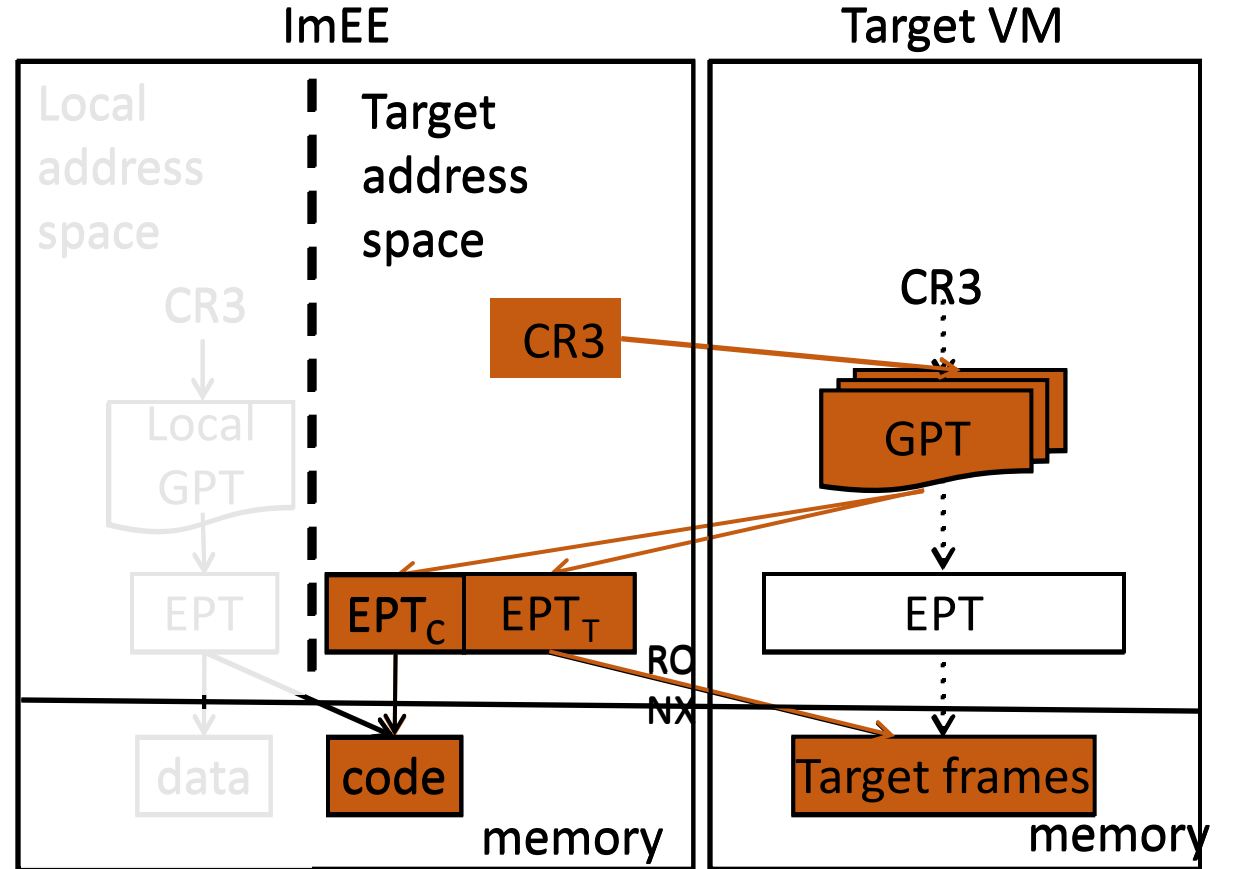 ImEE
Target VM
Local
address
space
Target
address
space
CR3
CR3
CR3
Local
GPT
GPT
EPT
EPTC
EPTT
EPT
RO
NX
data
code
Target frames
memory
memory